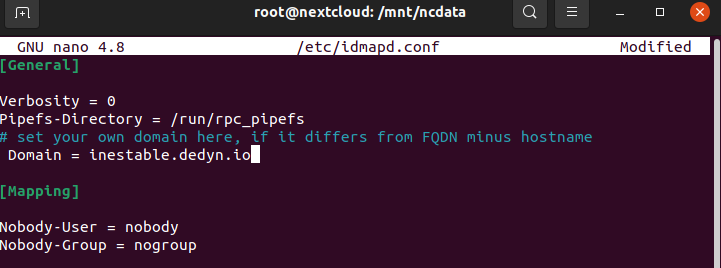 root@nextcloud: /mnt/ncdata
GNU nano 4.8 /etc/idmapd.conf Modified
[General]
Verbosity = 0
Pipefs-Directory = /run/rpc_pipefs
# set your own domain here, if it differs from FQDN minus hostname
Domain = inestable.dedyn.io
[Mapping]
Nobody-User = nobody
Nobody-Group = nogroup